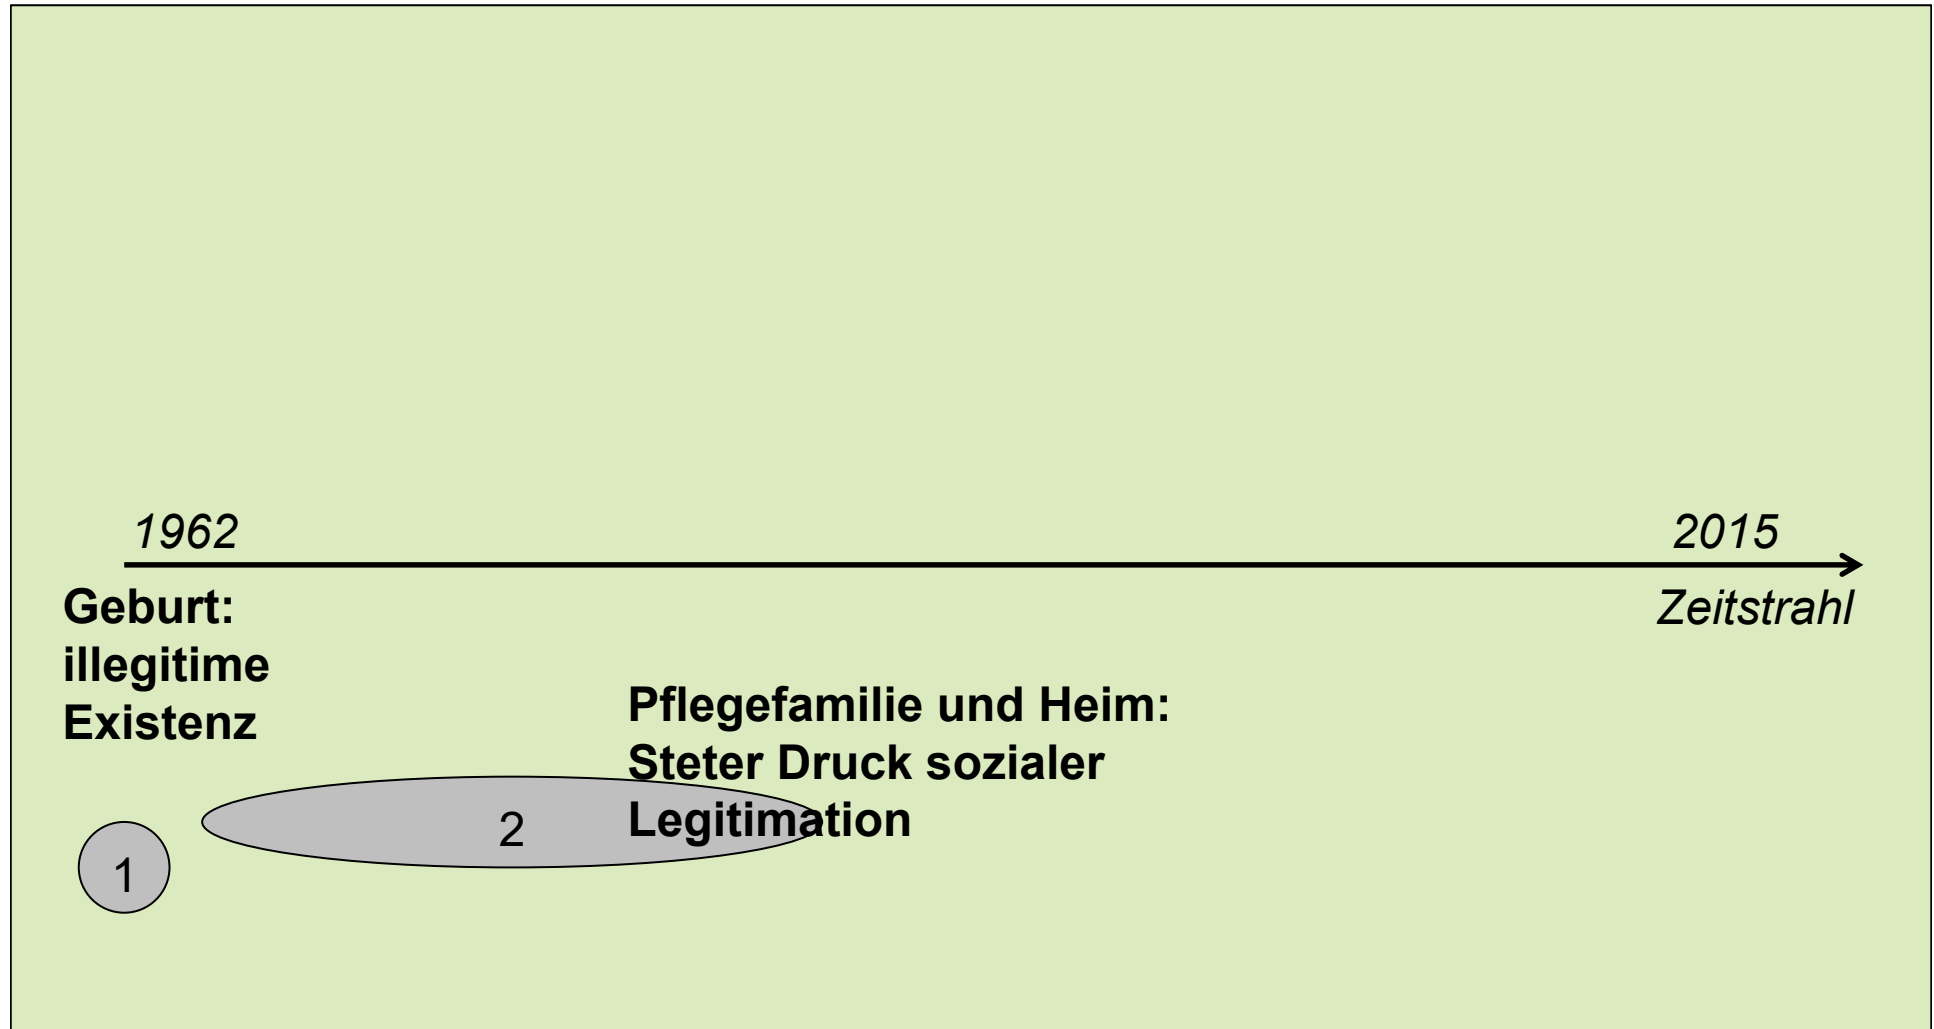 1962
2015
Zeitstrahl
Geburt:
illegitime
Existenz
Pflegefamilie und Heim:
Steter Druck sozialer
Legitimation
2
1